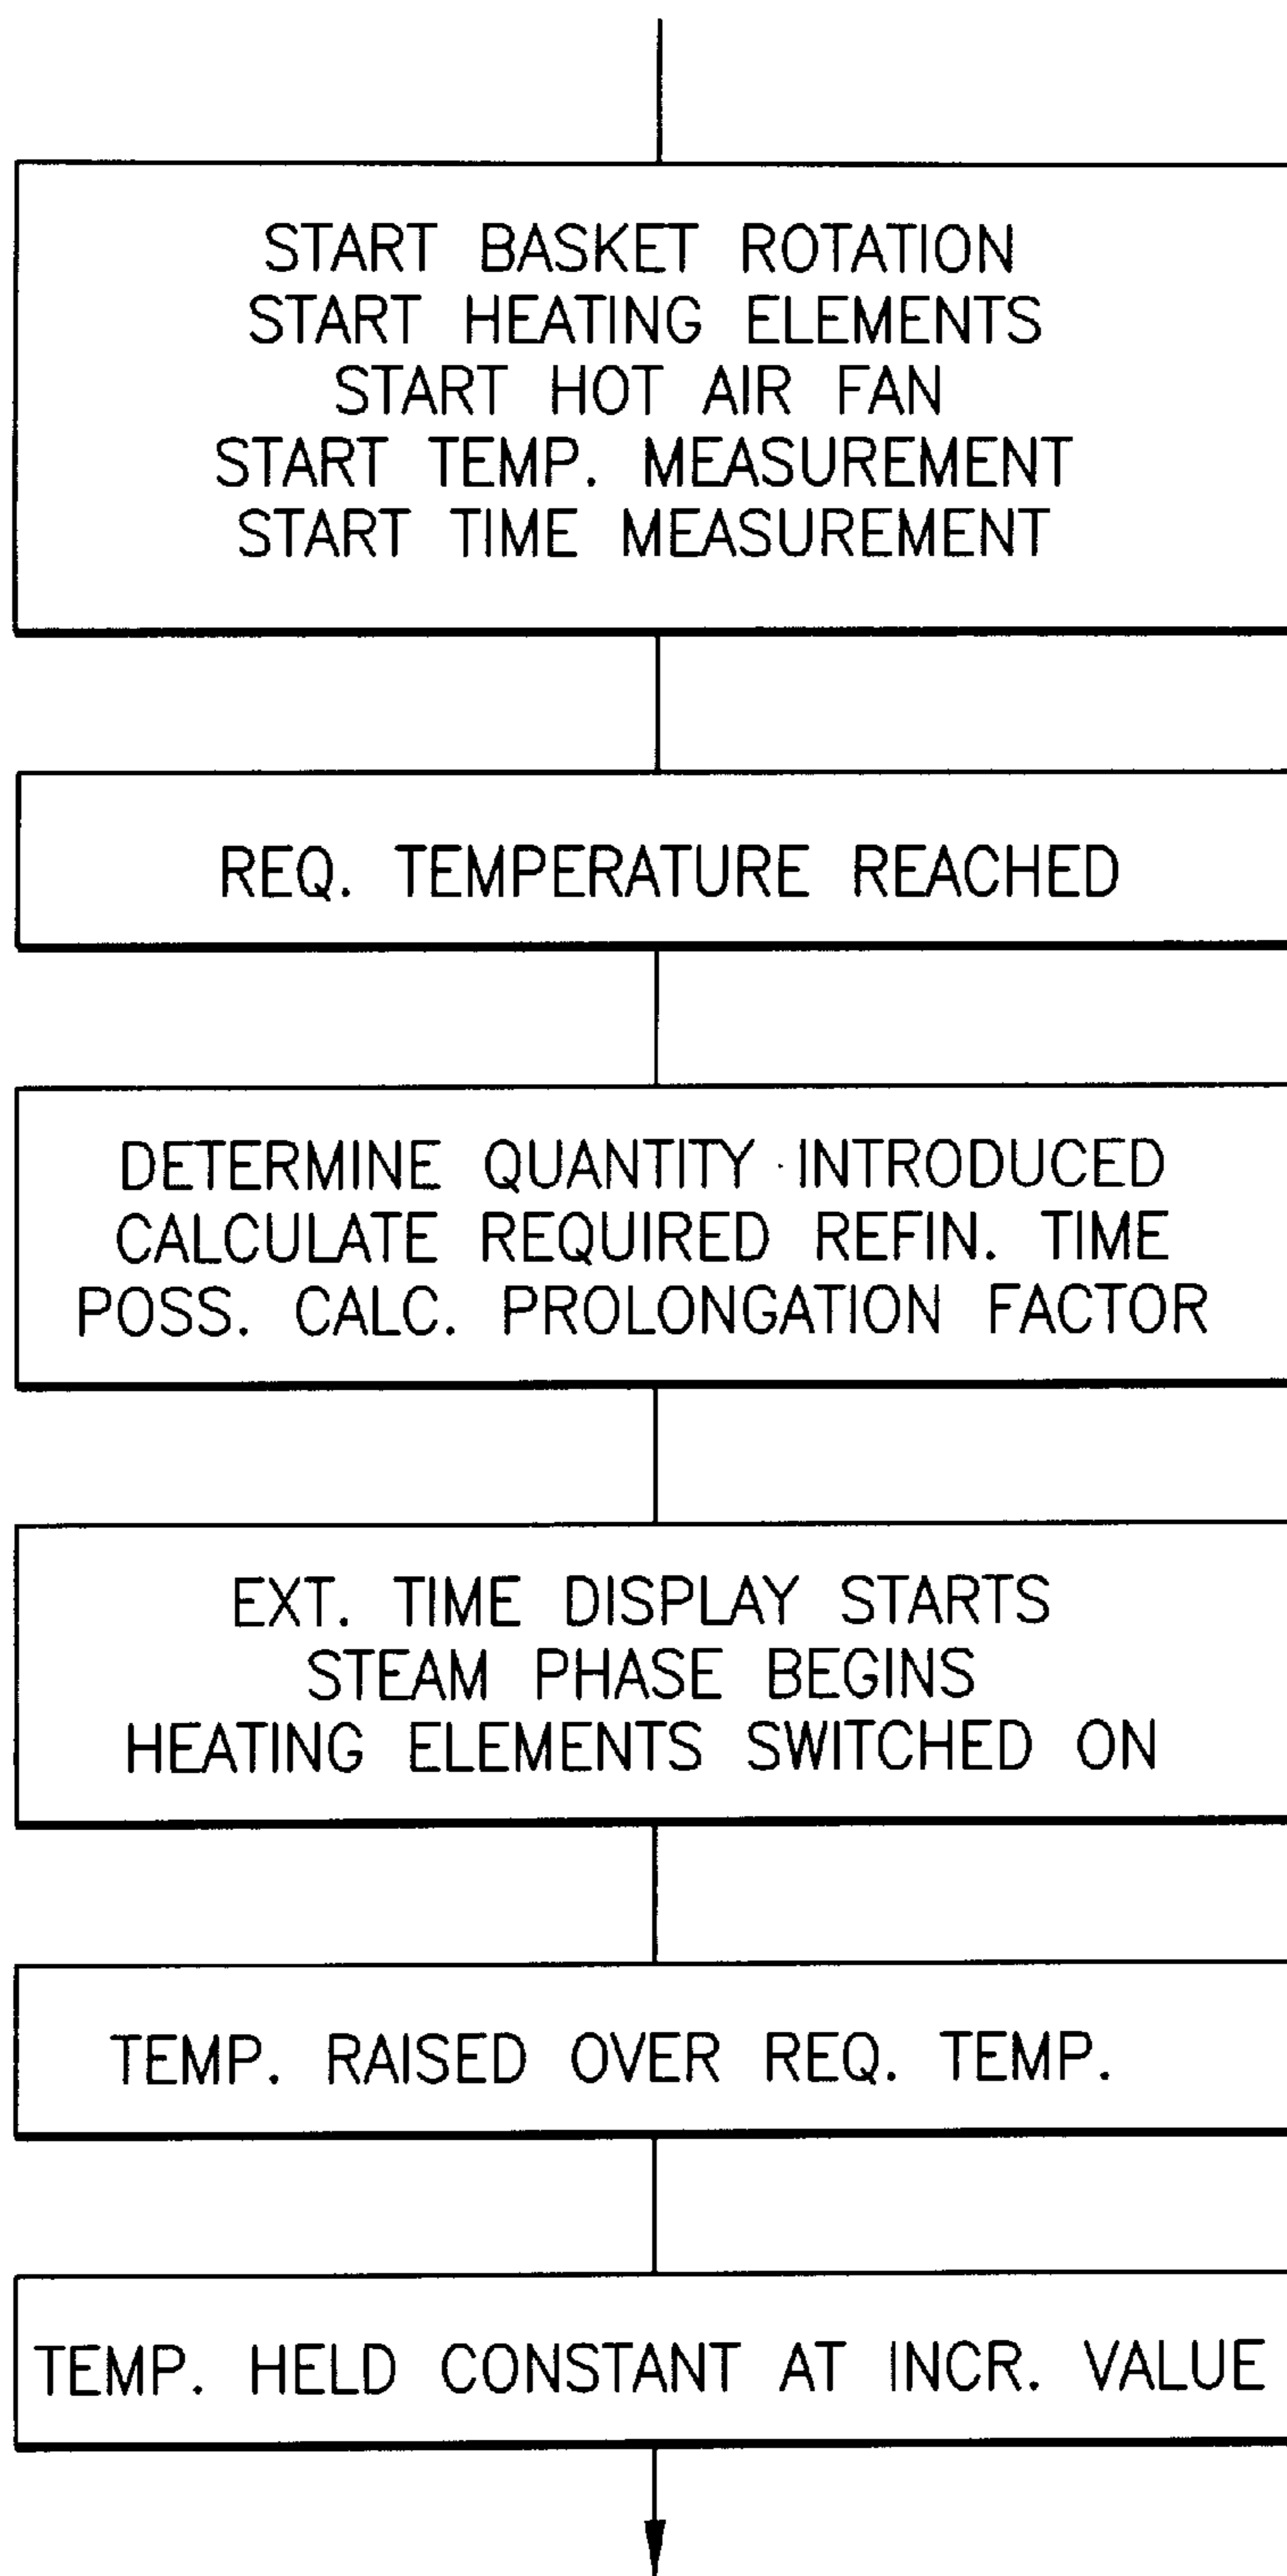 START BASKET ROTATION
START HEATING ELEMENTS
START HOT AIR FAN
START TEMP. MEASUREMENT
START TIME MEASUREMENT
REQ. TEMPERATURE REACHED
DETERMINE QUANTITY INTRODUCED
CALCULATE REQUIRED REFIN. TIME
POSS. CALC. PROLONGATION FACTOR
EXT. TIME DISPLAY STARTS
STEAM PHASE BEGINS
HEATING ELEMENTS SWITCHED ON
TEMP. RAISED OVER REQ. TEMP.
TEMP. HELD CONSTANT AT INCR. VALUE